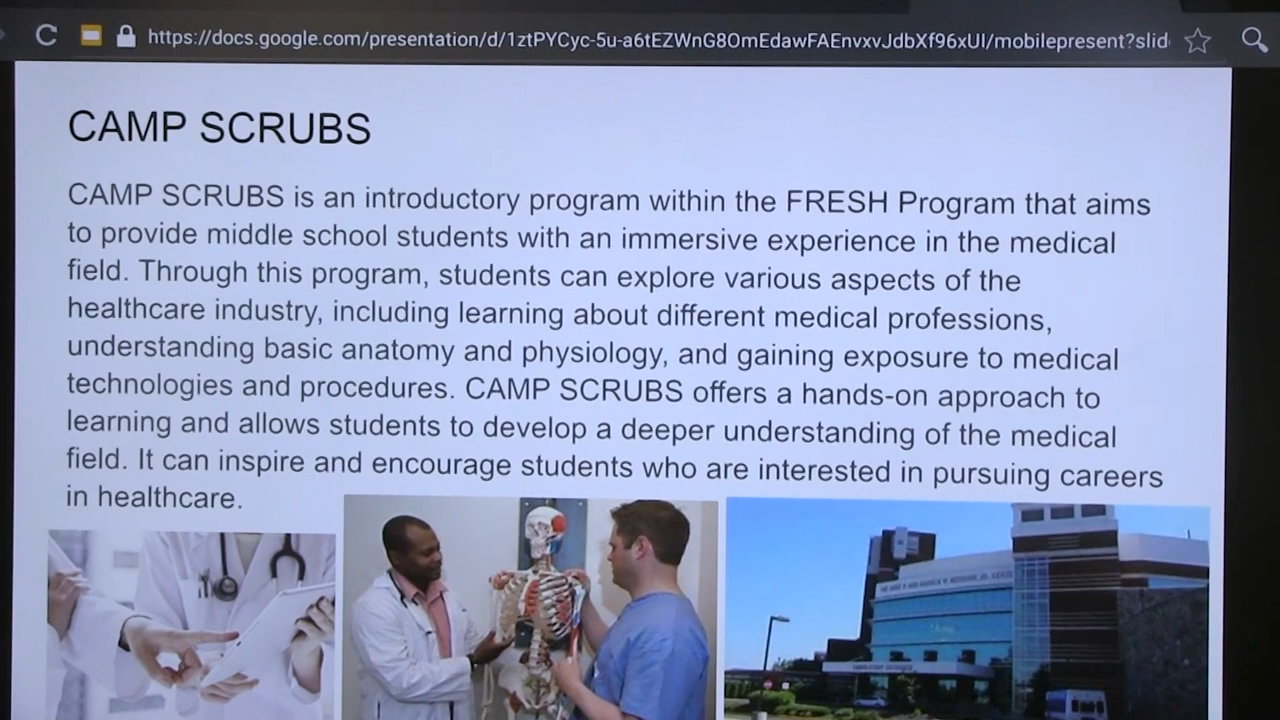 https://docs.google.com/presentation/d/1ztPYCyc-5u-a6tEZWnG8OmEdawFAEnvxvJdbXf96xUI/mobilepresent?slid
CAMP SCRUBS
CAMP SCRUBS is an introductory program within the FRESH Program that aims
to provide middle school students with an immersive experience in the medical
field. Through this program, students can explore various aspects of the
healthcare industry, including learning about different medical professions,
understanding basic anatomy and physiology, and gaining exposure to medical
technologies and procedures. CAMP SCRUBS offers a hands-on approach to
learning and allows students to develop a deeper understanding of the medical
field. It can inspire and encourage students who are interested in pursuing careers
in healthcare.